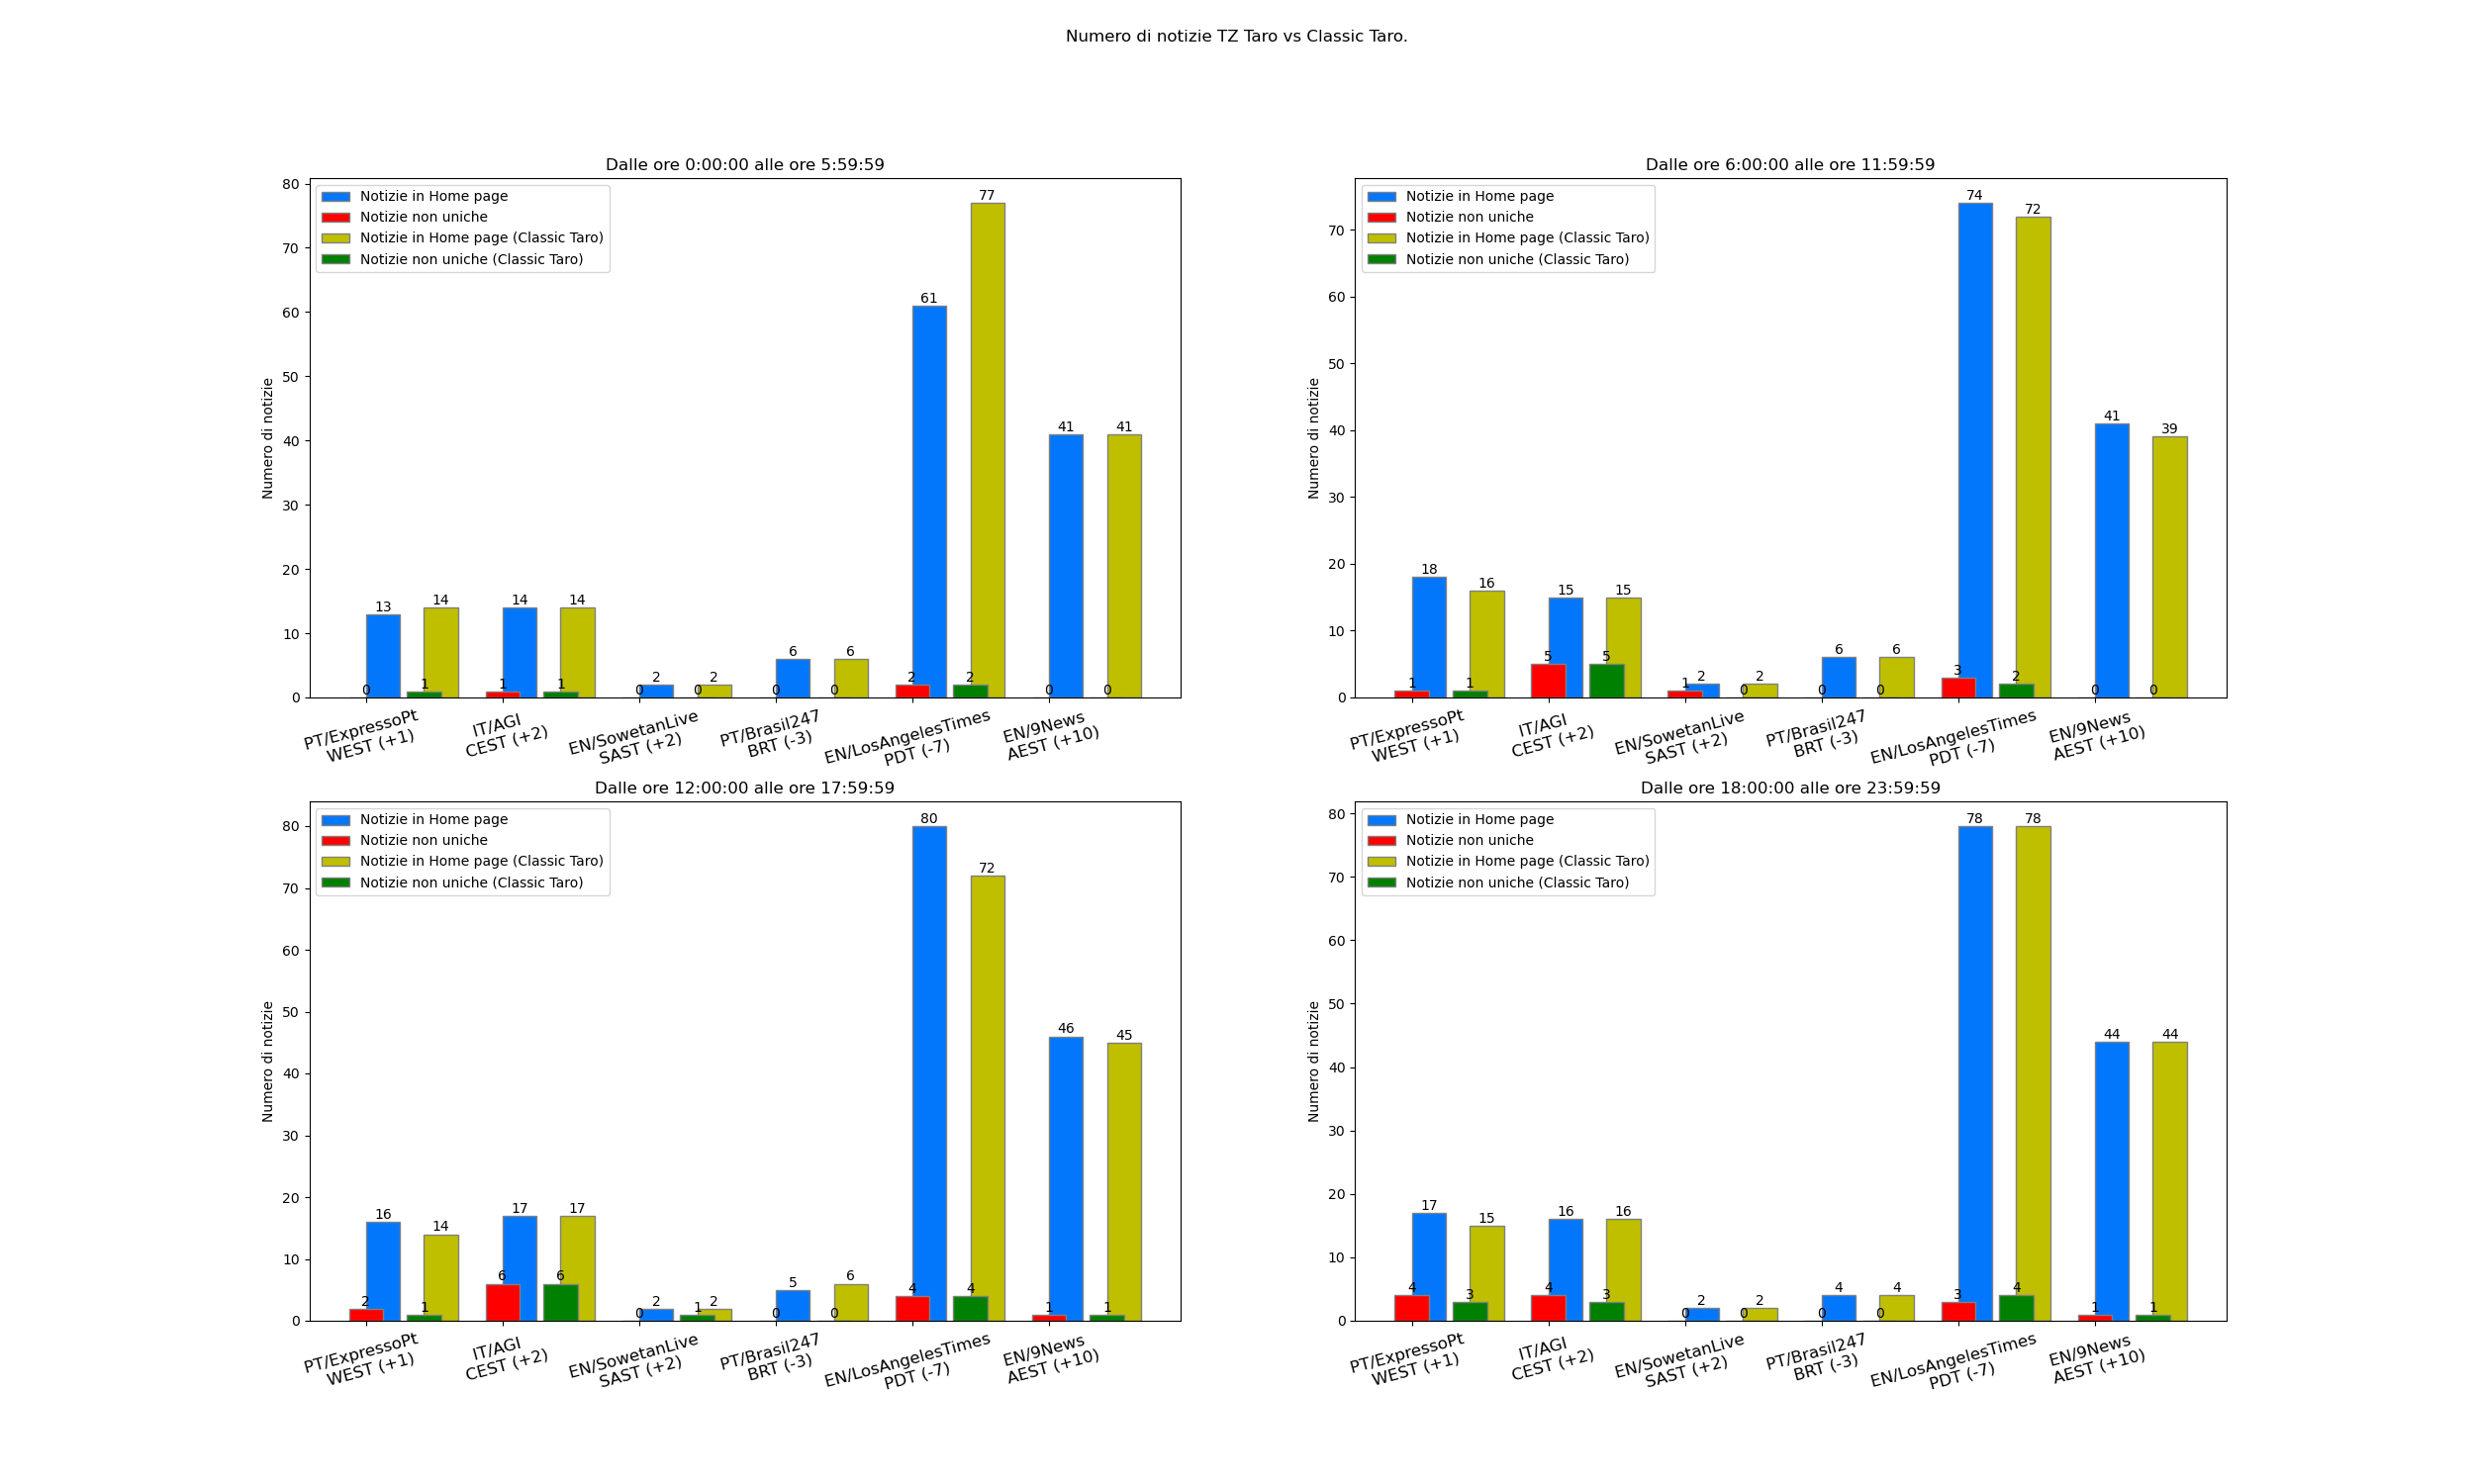 Numero di notizie TZ Taro vs Classic Taro.
Dalle ore 0:00:00 alle ore 5:59:59
Numero di notizie
80
70
60
50
40
30
20
10
0
Notizie in Home page
Notizie non uniche
Notizie in Home page (Classic Taro)
Notizie non uniche (Classic Taro)
0 13 1 14
1 14 1 14
0 2 0 2
0 6 0 6
2 61 2 77
0 41 0 41
PT/ExpressoPt
WEST (+1)
IT/AGI
CEST (+2)
EN/SowetanLive
SAST (+2)
PT/Brasil247
BRT (-3)
EN/LosAngelesTimes
PDT (-7)
EN/9News
AEST (+10)
Dalle ore 6:00:00 alle ore 11:59:59
Numero di notizie
70
60
50
40
30
20
10
0
Notizie in Home page
Notizie non uniche
Notizie in Home page (Classic Taro)
Notizie non uniche (Classic Taro)
1 18 1 16
5 15 5 15
1 2 0 2
0 6 0 6
3 74 2 72
0 41 0 39
PT/ExpressoPt
WEST (+1)
IT/AGI
CEST (+2)
EN/SowetanLive
SAST (+2)
PT/Brasil247
BRT (-3)
EN/LosAngelesTimes
PDT (-7)
EN/9News
AEST (+10)
Dalle ore 12:00:00 alle ore 17:59:59
Numero di notizie
80
70
60
50
40
30
20
10
0
Notizie in Home page
Notizie non uniche
Notizie in Home page (Classic Taro)
Notizie non uniche (Classic Taro)
2 16 1 14
6 17 6 17
0 2 1 2
0 5 0 6
4 80 4 72
1 46 1 45
PT/ExpressoPt
WEST (+1)
IT/AGI
CEST (+2)
EN/SowetanLive
SAST (+2)
PT/Brasil247
BRT (-3)
EN/LosAngelesTimes
PDT (-7)
EN/9News
AEST (+10)
Dalle ore 18:00:00 alle ore 23:59:59
Numero di notizie
80
70
60
50
40
30
20
10
0
Notizie in Home page
Notizie non uniche
Notizie in Home page (Classic Taro)
Notizie non uniche (Classic Taro)
4 17 3 15
4 16 3 16
0 2 0 2
0 4 0 4
3 78 4 78
1 44 1 44
PT/ExpressoPt
WEST (+1)
IT/AGI
CEST (+2)
EN/SowetanLive
SAST (+2)
PT/Brasil247
BRT (-3)
EN/LosAngelesTimes
PDT (-7)
EN/9News
AEST (+10)